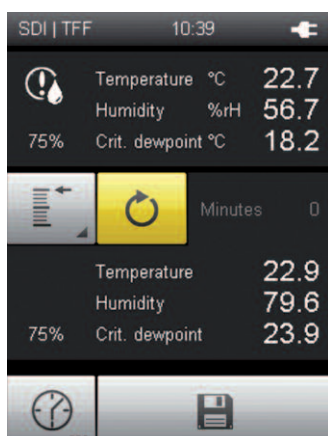 SDI | TFF 10:39
Temperature °C 22.7
Humidity %rH 56.7
75% Crit. dewpoint °C 18.2
Minutes 0
Temperature 22.9
Humidity 79.6
75% Crit. dewpoint 23.9